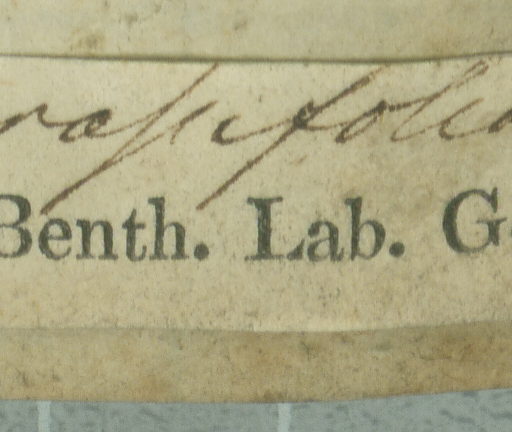 rassifolia
Benth. Lab. G